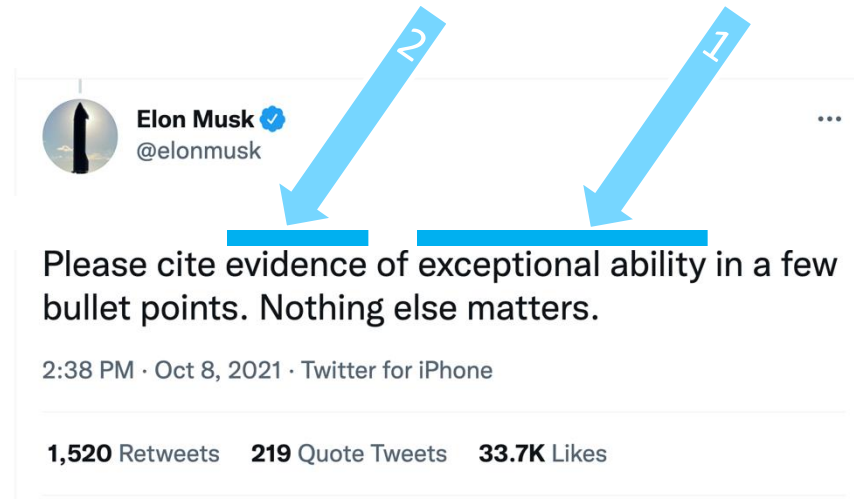 2
1
Elon Musk
@elonmusk
Please cite evidence of exceptional ability in a few
bullet points. Nothing else matters.
2:38 PM · Oct 8, 2021 · Twitter for iPhone
1,520 Retweets 219 Quote Tweets 33.7K Likes